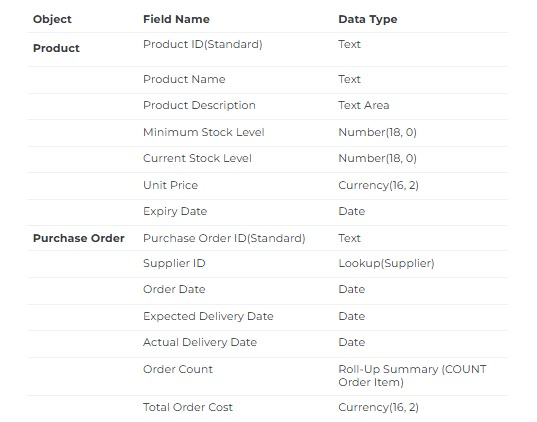 Object Field Name Data Type
Product Product ID(Standard) Text
Product Name Text
Product Description Text Area
Minimum Stock Level Number(18, 0)
Current Stock Level Number(18, 0)
Unit Price Currency(16, 2)
Expiry Date Date
Purchase Order Purchase Order ID(Standard) Text
Supplier ID Lookup(Supplier)
Order Date Date
Expected Delivery Date Date
Actual Delivery Date Date
Order Count Roll-Up Summary (COUNT
Order Item)
Total Order Cost Currency(16, 2)